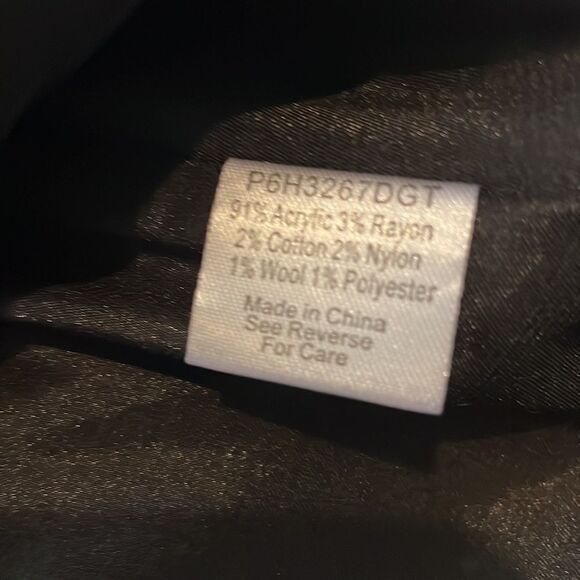 P6H3267DGT
91% Acrylic 3% Rayon
2% Cotton 2% Nylon
1% Wool 1% Polyester
Made in China
See Reverse
For Care